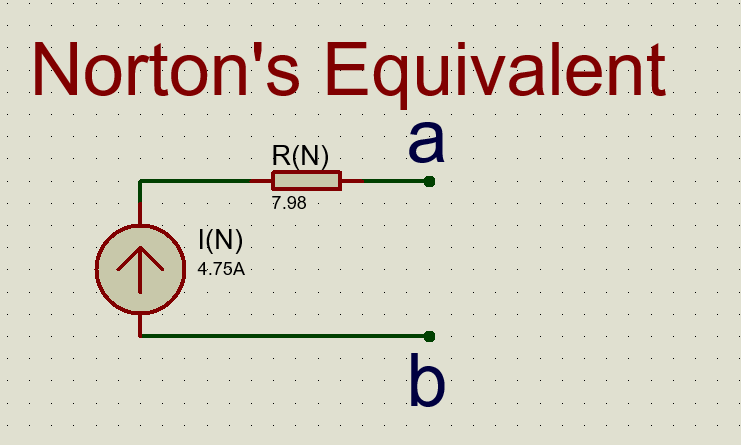 Norton's Equivalent
a
R(N)
7.98
I(N)
4.75A
b